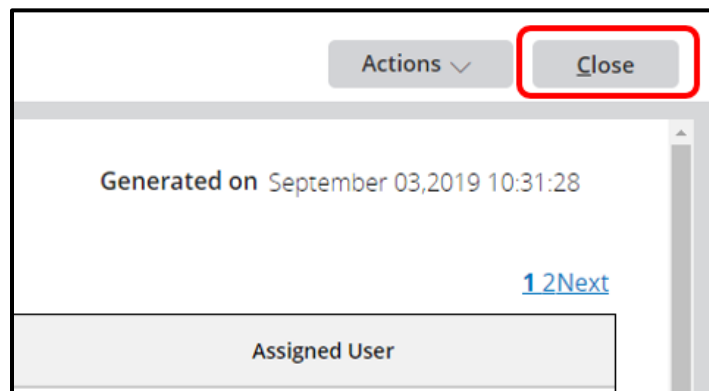 Actions Close
Generated on September 03,2019 10:31:28
1 2Next
Assigned User